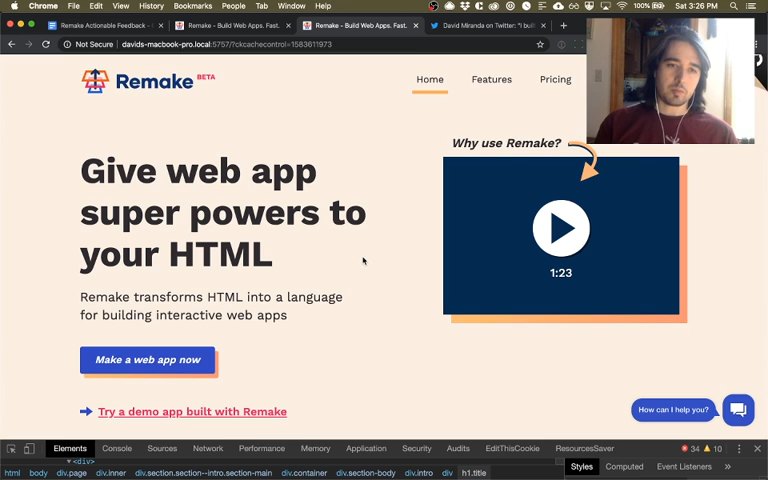 Chrome File Edit View History Bookmarks People Tab Window Help 100% Sat 3:26 PM
Remake Actionable Feedback - Remake - Build Web Apps. Fast. Remake - Build Web Apps. Fast. David Miranda on Twitter: "I buil
Not Secure davids-macbook-pro.local:5757/?ckcachecontrol=1583611973
Remake BETA
Home Features Pricing
Why use Remake?
Give web app
super powers to
your HTML
1:23
Remake transforms HTML into a language
for building interactive web apps
Make a web app now
Try a demo app built with Remake
How can I help you?
Elements Console Sources Network Performance Memory Application Security Audits EditThisCookie ResourcesSaver 34 10
<div>
html body div.page div.inner div.section.section--intro.section-main div.container div.section-body div.intro div h1.title
Styles Computed Event Listeners